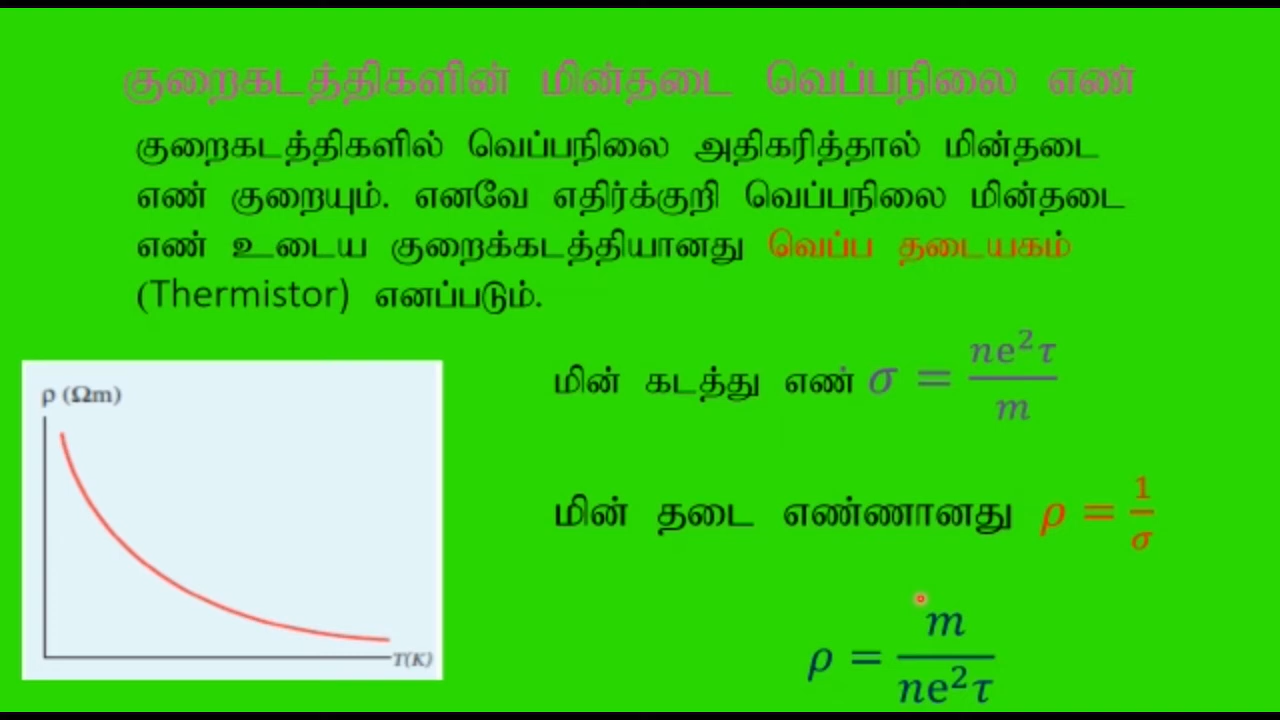 குறைகடத்திகளின் மின்தடை வெப்பநிலை எண்
குறைகடத்திகளில் வெப்பநிலை அதிகரித்தால் மின்தடை
எண் குறையும். எனவே எதிர்க்குறி வெப்பநிலை மின்தடை
எண் உடைய குறைக்கடத்தியானது வெப்ப தடையகம்
(Thermistor) எனப்படும்.
ρ (Ωm)
T(K)
மின் கடத்து எண் σ = ne²τ/m
மின் தடை எண்ணானது ρ = 1/σ
ρ = m/ne²τ